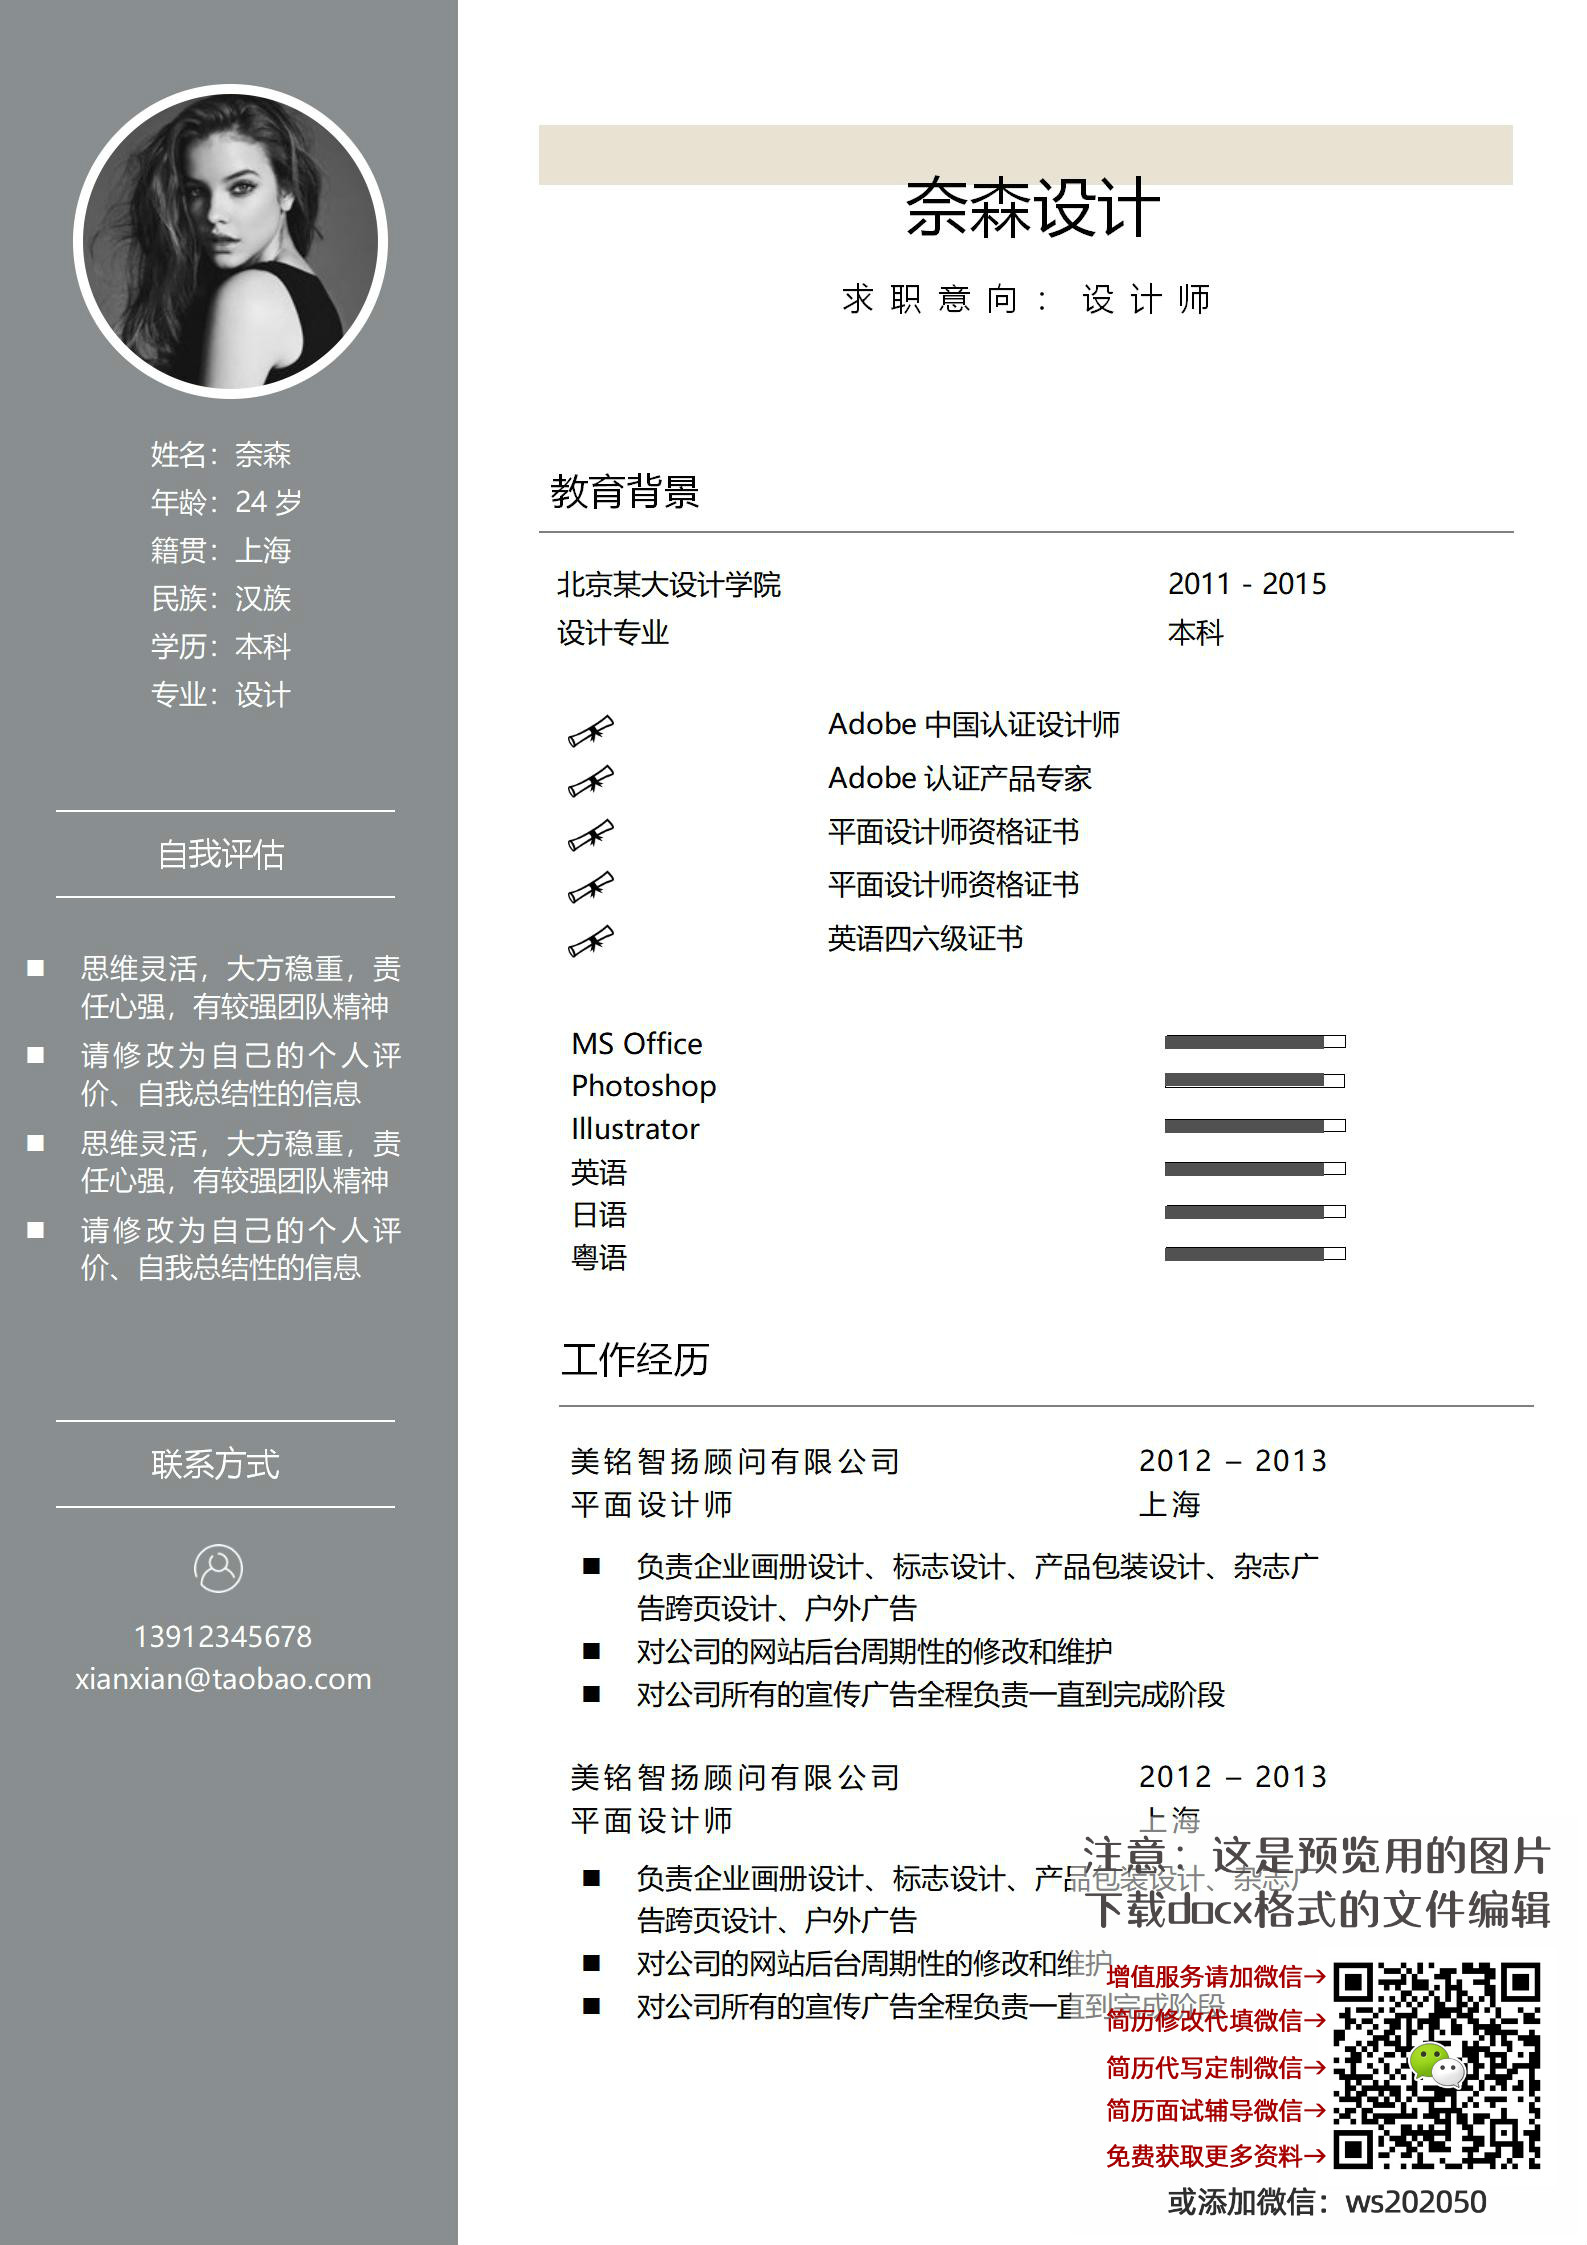 姓名：奈森
年龄：24 岁
籍贯：上海
民族：汉族
学历：本科
专业：设计
自我评估
■ 思维灵活，大方稳重，责
任心强，有较强团队精神
■ 请修改为自己的个人评
价、自我总结性的信息
■ 思维灵活，大方稳重，责
任心强，有较强团队精神
■ 请修改为自己的个人评
价、自我总结性的信息
联系方式
13912345678
xianxian@taobao.com
奈森设计
求职意向：设计师
教育背景
北京某大设计学院 2011 - 2015
设计专业 本科
Adobe 中国认证设计师
Adobe 认证产品专家
平面设计师资格证书
平面设计师资格证书
英语四六级证书
MS Office
Photoshop
Illustrator
英语
日语
粤语
工作经历
美铭智扬顾问有限公司 2012 – 2013
平面设计师 上海
■ 负责企业画册设计、标志设计、产品包装设计、杂志广
告跨页设计、户外广告
■ 对公司的网站后台周期性的修改和维护
■ 对公司所有的宣传广告全程负责一直到完成阶段
美铭智扬顾问有限公司 2012 – 2013
平面设计师 上海
■ 负责企业画册设计、标志设计、产品包装设计、杂志广
告跨页设计、户外广告
■ 对公司的网站后台周期性的修改和维护
■ 对公司所有的宣传广告全程负责一直到完成阶段
注意：这是预览用的图片
下载docx格式的文件编辑
增值服务请加微信→
简历修改代填微信→
简历代写定制微信→
简历面试辅导微信→
免费获取更多资料→
或添加微信：ws202050